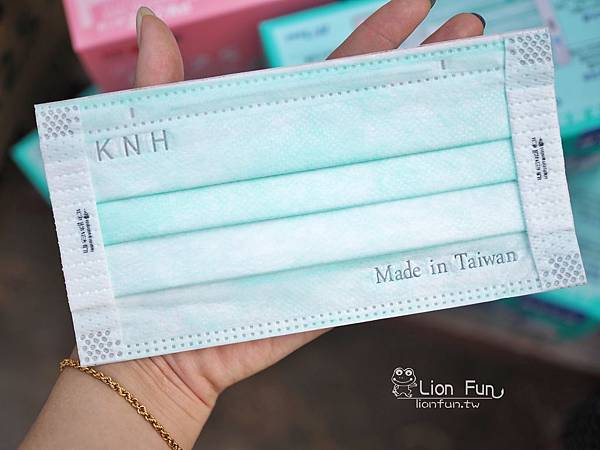 KNH
Made in Taiwan
Lion Fun
lionfun.tw